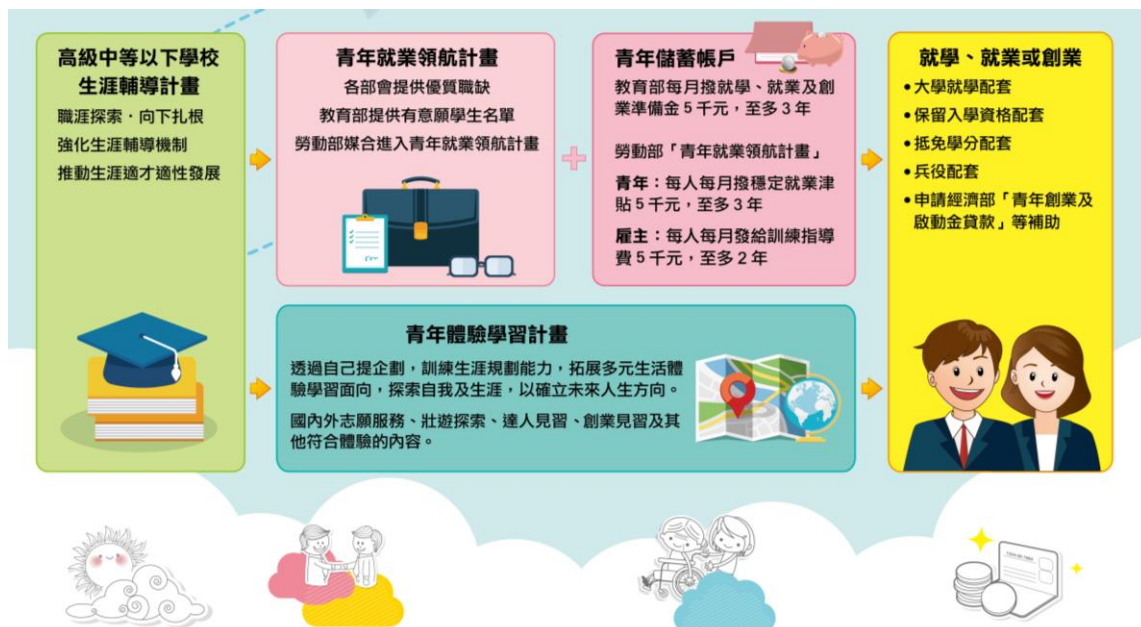 高級中等以下學校
生涯輔導計畫
職涯探索．向下扎根
強化生涯輔導機制
推動生涯適才適性發展
青年就業領航計畫
各部會提供優質職缺
教育部提供有意願學生名單
勞動部媒合進入青年就業領航計畫
青年儲蓄帳戶
教育部每月撥就學、就業及創
業準備金5千元，至多3年
勞動部「青年就業領航計畫」
青年：每人每月撥穩定就業津
貼5千元，至多3年
雇主：每人每月發給訓練指導
費5千元，至多2年
青年體驗學習計畫
透過自己提企劃，訓練生涯規劃能力，拓展多元生活體
驗學習面向，探索自我及生涯，以確立未來人生方向。
國內外志願服務、壯遊探索、達人見習、創業見習及其
他符合體驗的內容。
就學、就業或創業
•大學就學配套
•保留入學資格配套
•抵免學分配套
•兵役配套
•申請經濟部「青年創業及
啟動金貸款」等補助